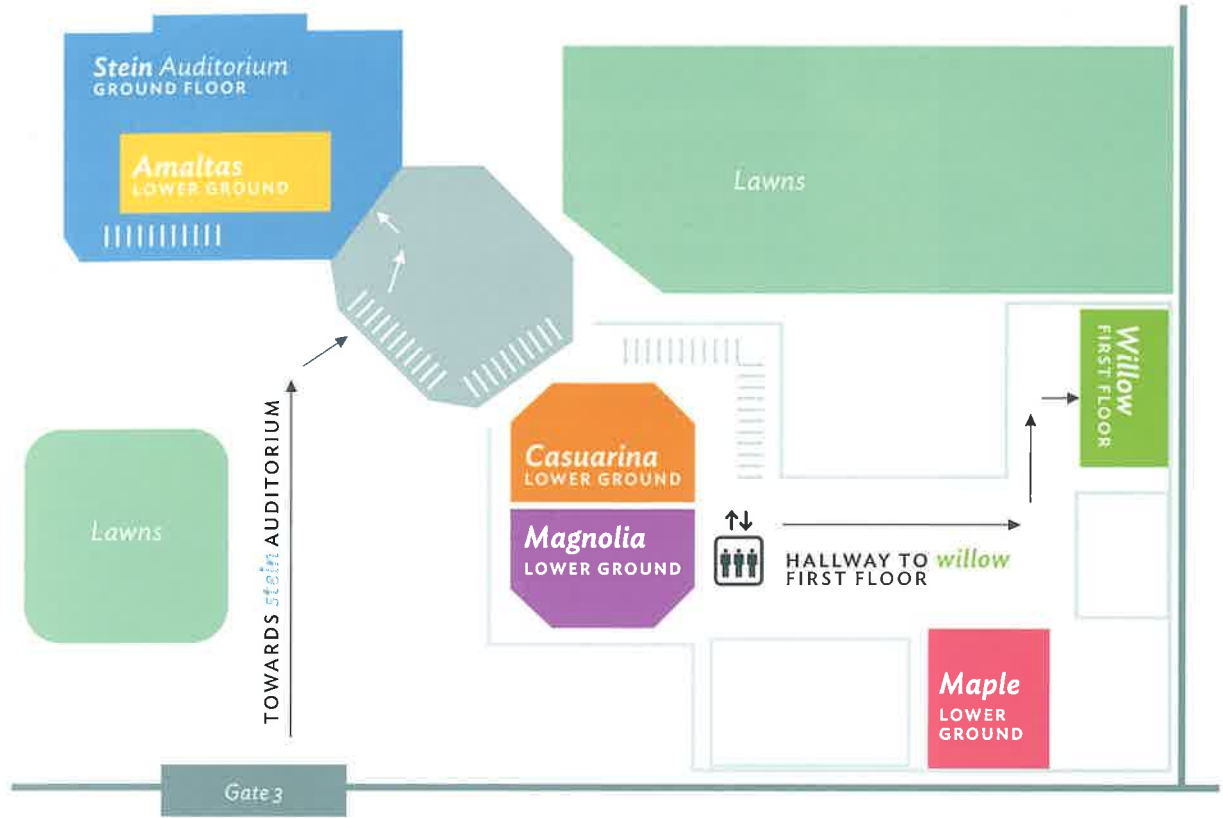 Stein Auditorium
GROUND FLOOR
Amaltas
LOWER GROUND
Lawns
Willow
FIRST FLOOR
Casuarina
LOWER GROUND
Magnolia
LOWER GROUND
HALLWAY TO willow
FIRST FLOOR
Lawns
TOWARDS stein AUDITORIUM
Maple
LOWER
GROUND
Gate 3